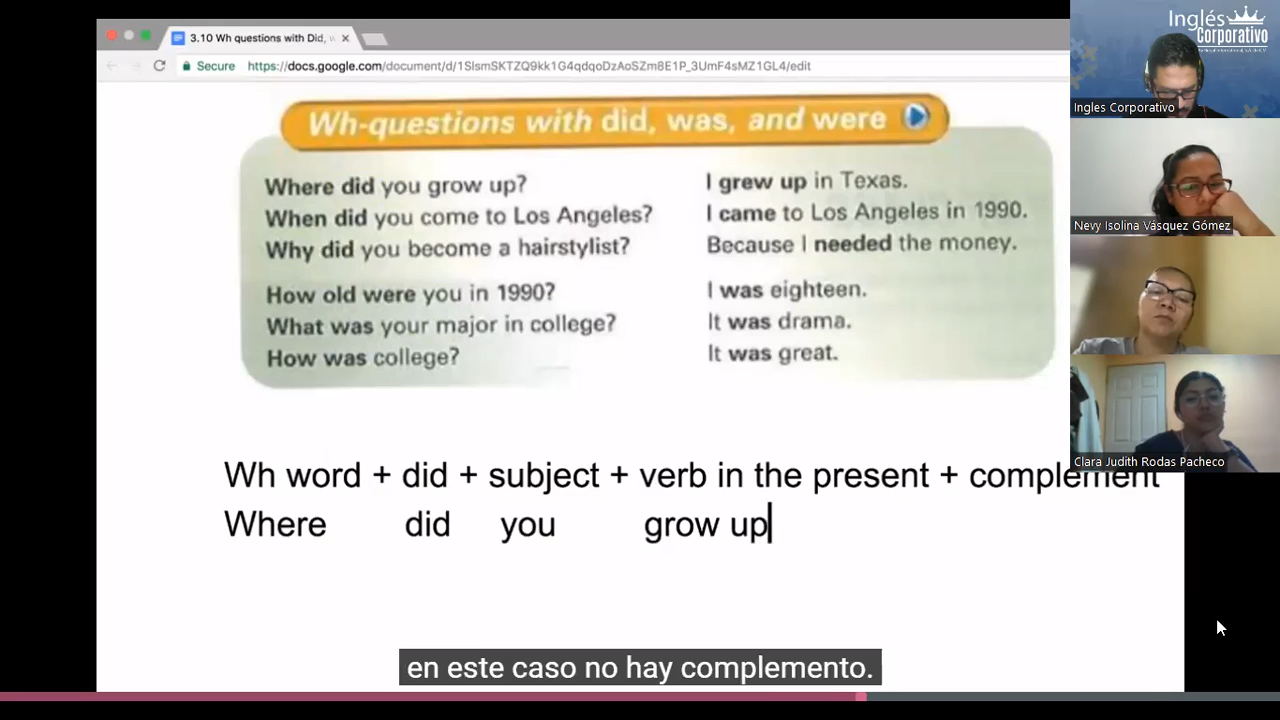 3.10 Wh questions with Did, w
Secure https://docs.google.com/document/d/1SlsmSKTZQ9kk1G4qdqoDzAoSZm8E1P_3UmF4sMZ1GL4/edit
Wh-questions with did, was, and were
Where did you grow up? I grew up in Texas.
When did you come to Los Angeles? I came to Los Angeles in 1990.
Why did you become a hairstylist? Because I needed the money.
How old were you in 1990? I was eighteen.
What was your major in college? It was drama.
How was college? It was great.
Wh word + did + subject + verb in the present + complement
Where did you grow up
en este caso no hay complemento.
Inglés
Corporativo
Ingles Corporativo
Nevy Isolina Vásquez Gómez
Clara Judith Rodas Pacheco